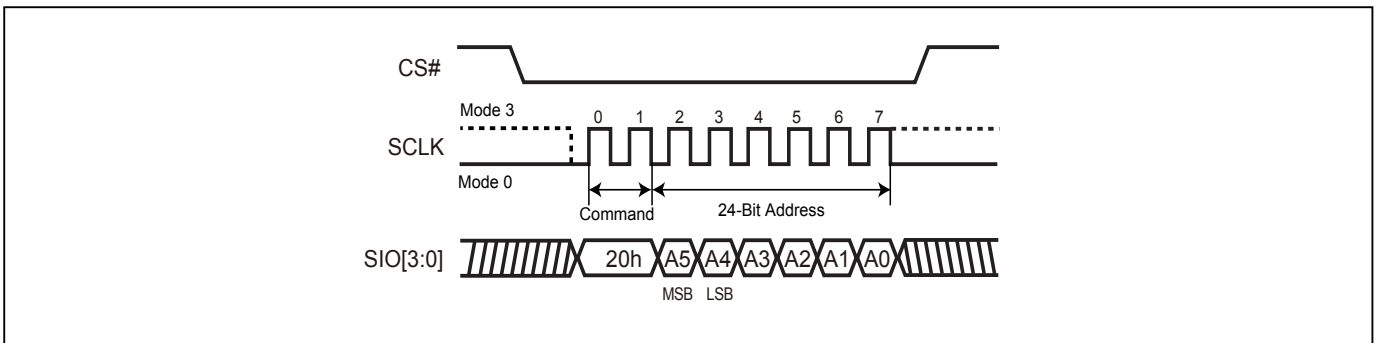 CS#
Mode 3
0 1 2 3 4 5 6 7
SCLK
Mode 0
Command 24-Bit Address
SIO[3:0] 20h A5 A4 A3 A2 A1 A0
MSB LSB